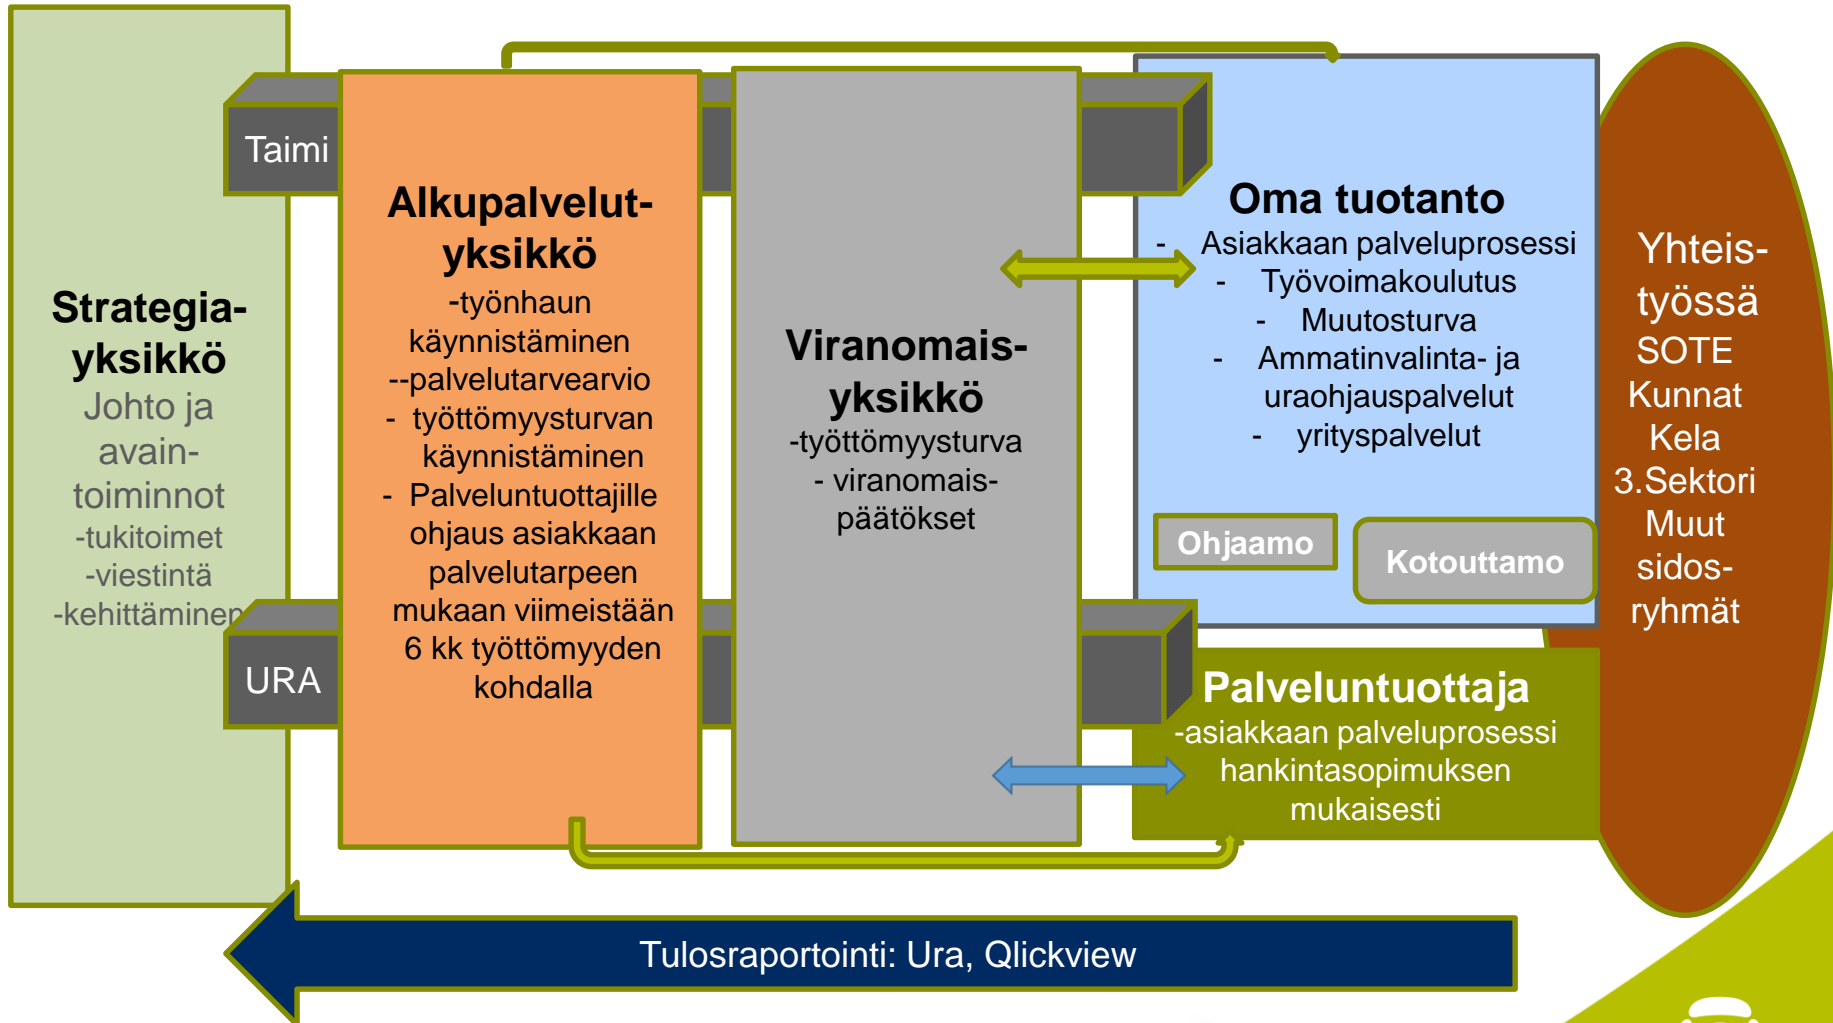 Strategia-
yksikkö
Johto ja
avain-
toiminnot
-tukitoimet
-viestintä
-kehittäminen
Taimi
URA
Alkupalvelut-
yksikkö
-työnhaun
käynnistäminen
--palvelutarvearvio
- työttömyysturvan
käynnistäminen
- Palveluntuottajille
ohjaus asiakkaan
palvelutarpeen
mukaan viimeistään
6 kk työttömyyden
kohdalla
Viranomais-
yksikkö
-työttömyysturva
- viranomais-
päätökset
Oma tuotanto
- Asiakkaan palveluprosessi
- Työvoimakoulutus
- Muutosturva
- Ammatinvalinta- ja
uraohjauspalvelut
- yrityspalvelut
Ohjaamo
Kotouttamo
Palveluntuottaja
-asiakkaan palveluprosessi
hankintasopimuksen
mukaisesti
Yhteis-
työssä
SOTE
Kunnat
Kela
3.Sektori
Muut
sidos-
ryhmät
Tulosraportointi: Ura, Qlickview